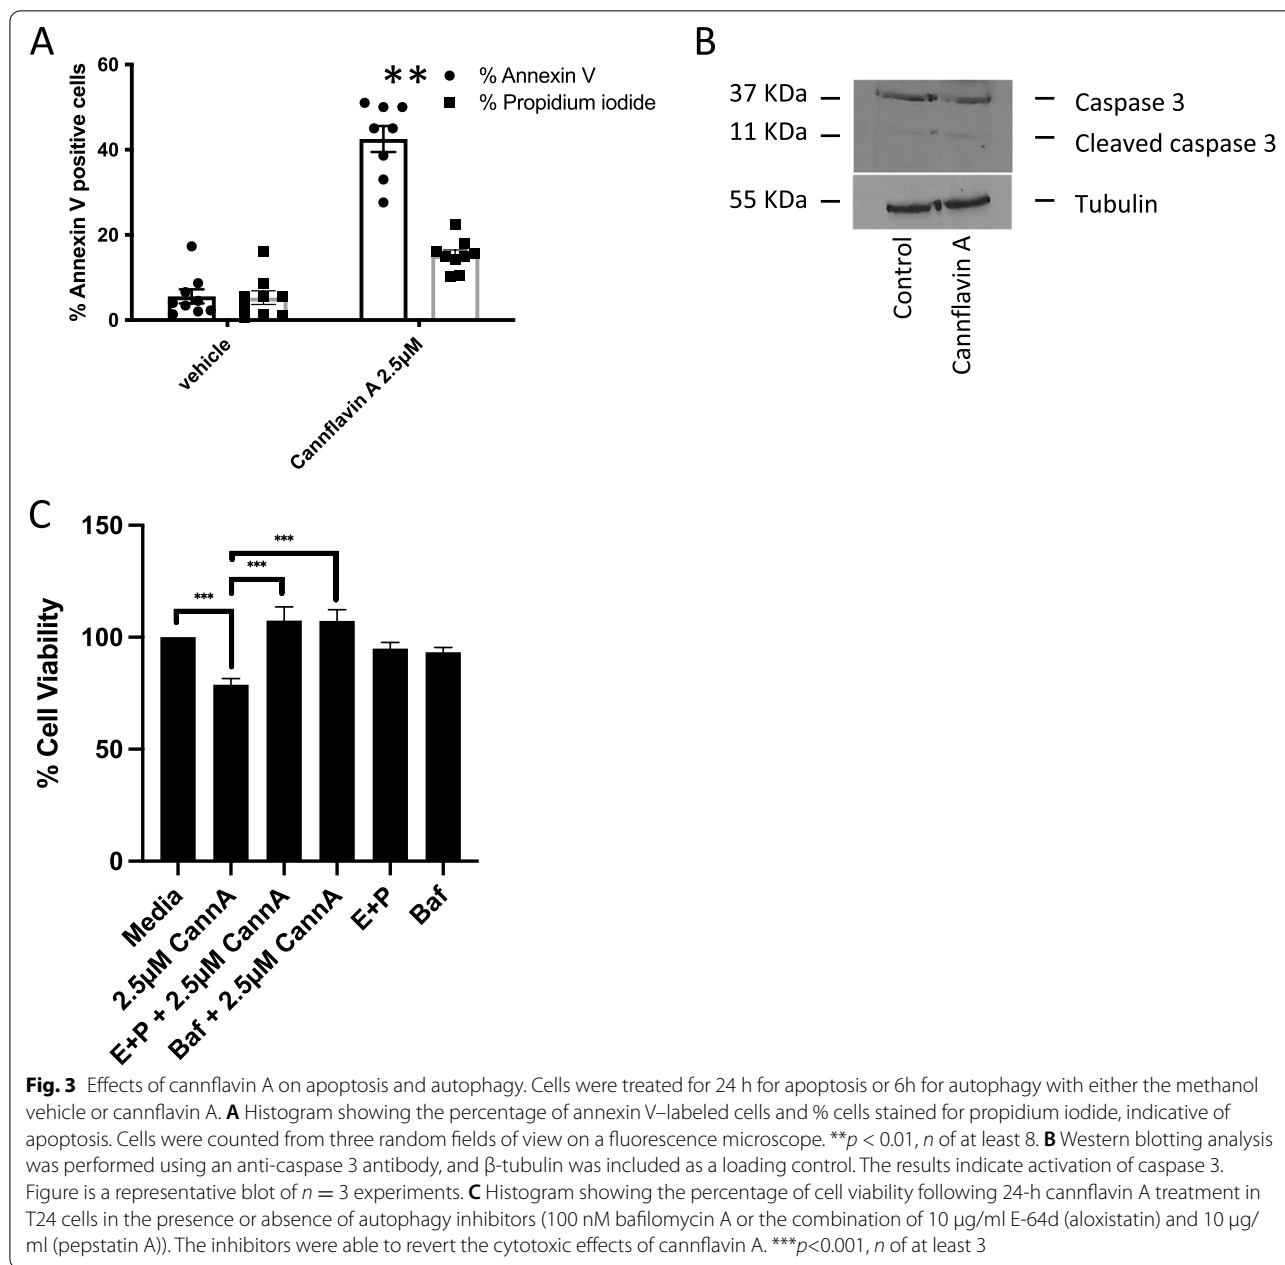 A
% Annexin V positive cells
60
40
20
0
**
% Annexin V
% Propidium iodide
vehicle
Cannflavin A 2.5µM
B
37 KDa
11 KDa
55 KDa
Caspase 3
Cleaved caspase 3
Tubulin
Control
Cannflavin A
C
% Cell Viability
150
100
50
0
***
***
***
Media
2.5µM CannA
E+P + 2.5µM CannA
Baf + 2.5µM CannA
E+P
Baf
Fig. 3 Effects of cannflavin A on apoptosis and autophagy. Cells were treated for 24 h for apoptosis or 6h for autophagy with either the methanol
vehicle or cannflavin A. A Histogram showing the percentage of annexin V–labeled cells and % cells stained for propidium iodide, indicative of
apoptosis. Cells were counted from three random fields of view on a fluorescence microscope. **p < 0.01, n of at least 8. B Western blotting analysis
was performed using an anti-caspase 3 antibody, and β-tubulin was included as a loading control. The results indicate activation of caspase 3.
Figure is a representative blot of n = 3 experiments. C Histogram showing the percentage of cell viability following 24-h cannflavin A treatment in
T24 cells in the presence or absence of autophagy inhibitors (100 nM bafilomycin A or the combination of 10 µg/ml E-64d (aloxistatin) and 10 µg/
ml (pepstatin A)). The inhibitors were able to revert the cytotoxic effects of cannflavin A. ***p<0.001, n of at least 3